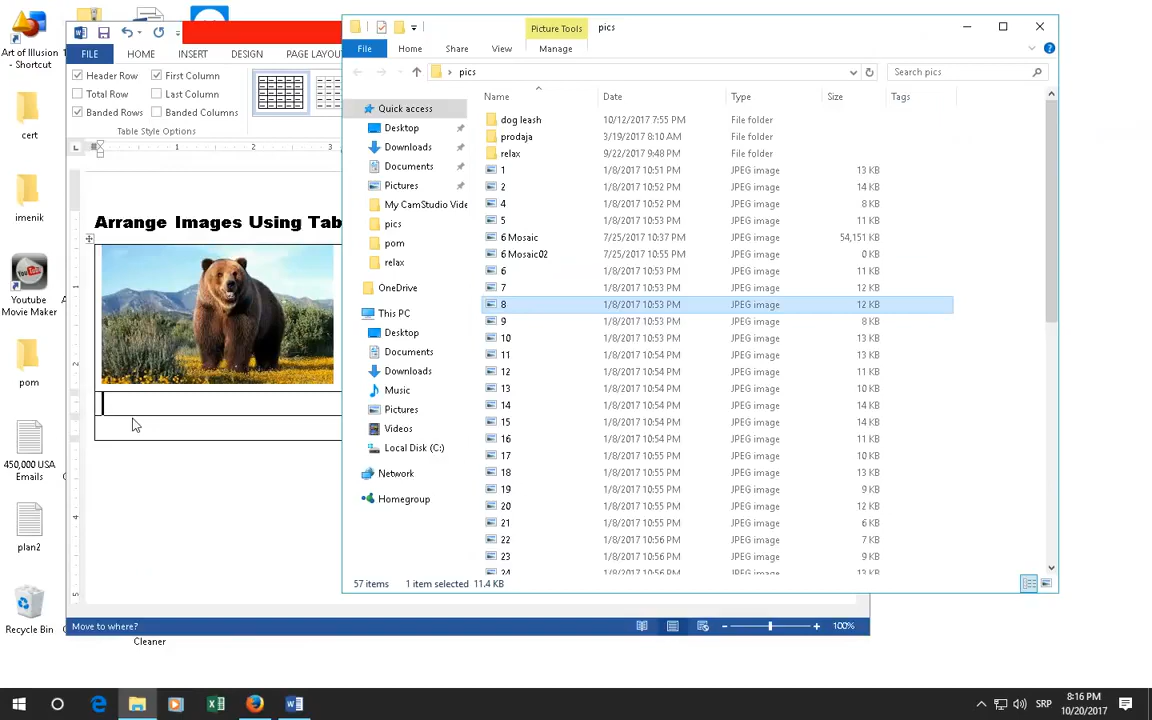 Art of Illusion
- Shortcut
cert
imenik
Youtube
Movie Maker
pom
450,000 USA
Emails
plan2
Recycle Bin
Cleaner
FILE
HOME
INSERT
DESIGN
PAGE LAYOU
Header Row
First Column
Total Row
Last Column
Banded Rows
Banded Columns
Table Style Options
1
2
3
Arrange Images Using Tab
Move to where?
100%
Picture Tools
pics
File
Home
Share
View
Manage
pics
Search pics
Quick access
Desktop
Downloads
Documents
Pictures
My CamStudio Vide
pics
pom
relax
OneDrive
This PC
Desktop
Documents
Downloads
Music
Pictures
Videos
Local Disk (C:)
Network
Homegroup
Name Date Type Size Tags
dog leash 10/12/2017 7:55 PM File folder
prodaja 3/19/2017 8:10 AM File folder
relax 9/22/2017 9:48 PM File folder
1 1/8/2017 10:51 PM JPEG image 13 KB
2 1/8/2017 10:52 PM JPEG image 14 KB
4 1/8/2017 10:52 PM JPEG image 8 KB
5 1/8/2017 10:53 PM JPEG image 11 KB
6 Mosaic 7/25/2017 10:37 PM JPEG image 54,151 KB
6 Mosaic02 7/25/2017 10:55 PM JPEG image 0 KB
6 1/8/2017 10:53 PM JPEG image 11 KB
7 1/8/2017 10:53 PM JPEG image 12 KB
8 1/8/2017 10:53 PM JPEG image 12 KB
9 1/8/2017 10:53 PM JPEG image 8 KB
10 1/8/2017 10:53 PM JPEG image 13 KB
11 1/8/2017 10:54 PM JPEG image 13 KB
12 1/8/2017 10:54 PM JPEG image 11 KB
13 1/8/2017 10:54 PM JPEG image 10 KB
14 1/8/2017 10:54 PM JPEG image 14 KB
15 1/8/2017 10:54 PM JPEG image 14 KB
16 1/8/2017 10:54 PM JPEG image 11 KB
17 1/8/2017 10:55 PM JPEG image 10 KB
18 1/8/2017 10:55 PM JPEG image 13 KB
19 1/8/2017 10:55 PM JPEG image 9 KB
20 1/8/2017 10:55 PM JPEG image 12 KB
21 1/8/2017 10:55 PM JPEG image 6 KB
22 1/8/2017 10:56 PM JPEG image 7 KB
23 1/8/2017 10:56 PM JPEG image 9 KB
24 1/8/2017 10:56 PM JPEG image 13 KB
57 items 1 item selected 11.4 KB
SRP
8:16 PM
10/20/2017